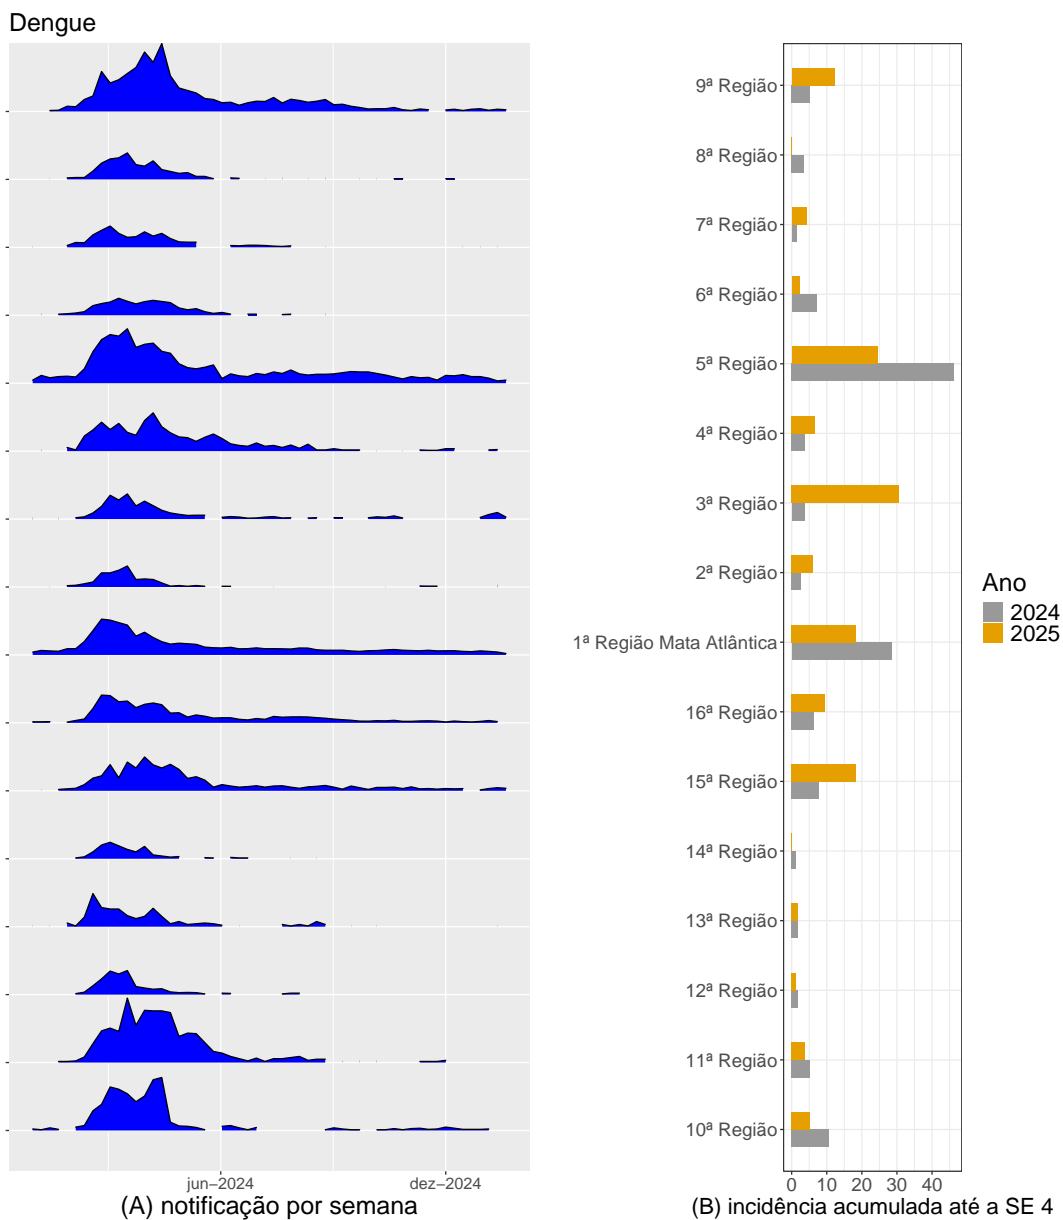 Dengue
9ª Região
8ª Região
7ª Região
6ª Região
5ª Região
4ª Região
3ª Região
2ª Região
1ª Região Mata Atlântica
16ª Região
15ª Região
14ª Região
13ª Região
12ª Região
11ª Região
10ª Região
Ano
2024
2025
jun–2024 dez–2024
0 10 20 30 40
(A) notificação por semana
(B) incidência acumulada até a SE 4